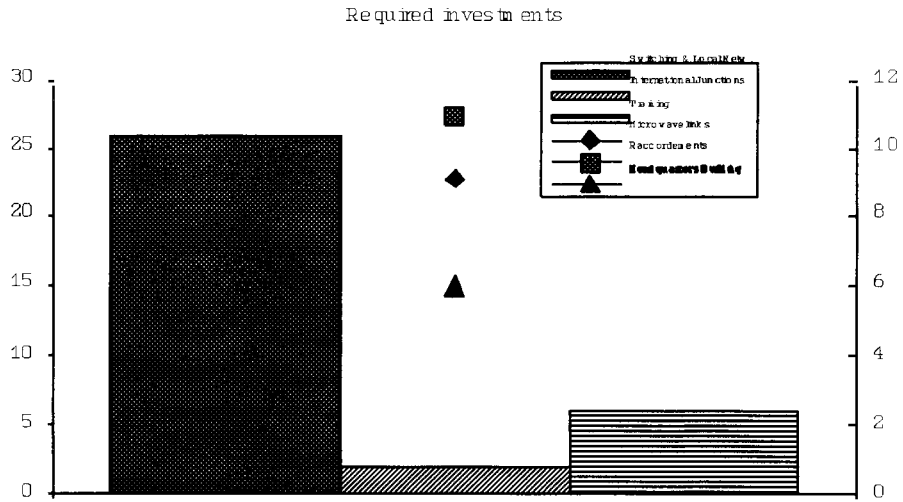 Required investments
Switching & Local Netw
International Junctions
Training
Microwave links
Raccordements
Headquarters Building
30
25
20
15
10
5
0
12
10
8
6
4
2
0